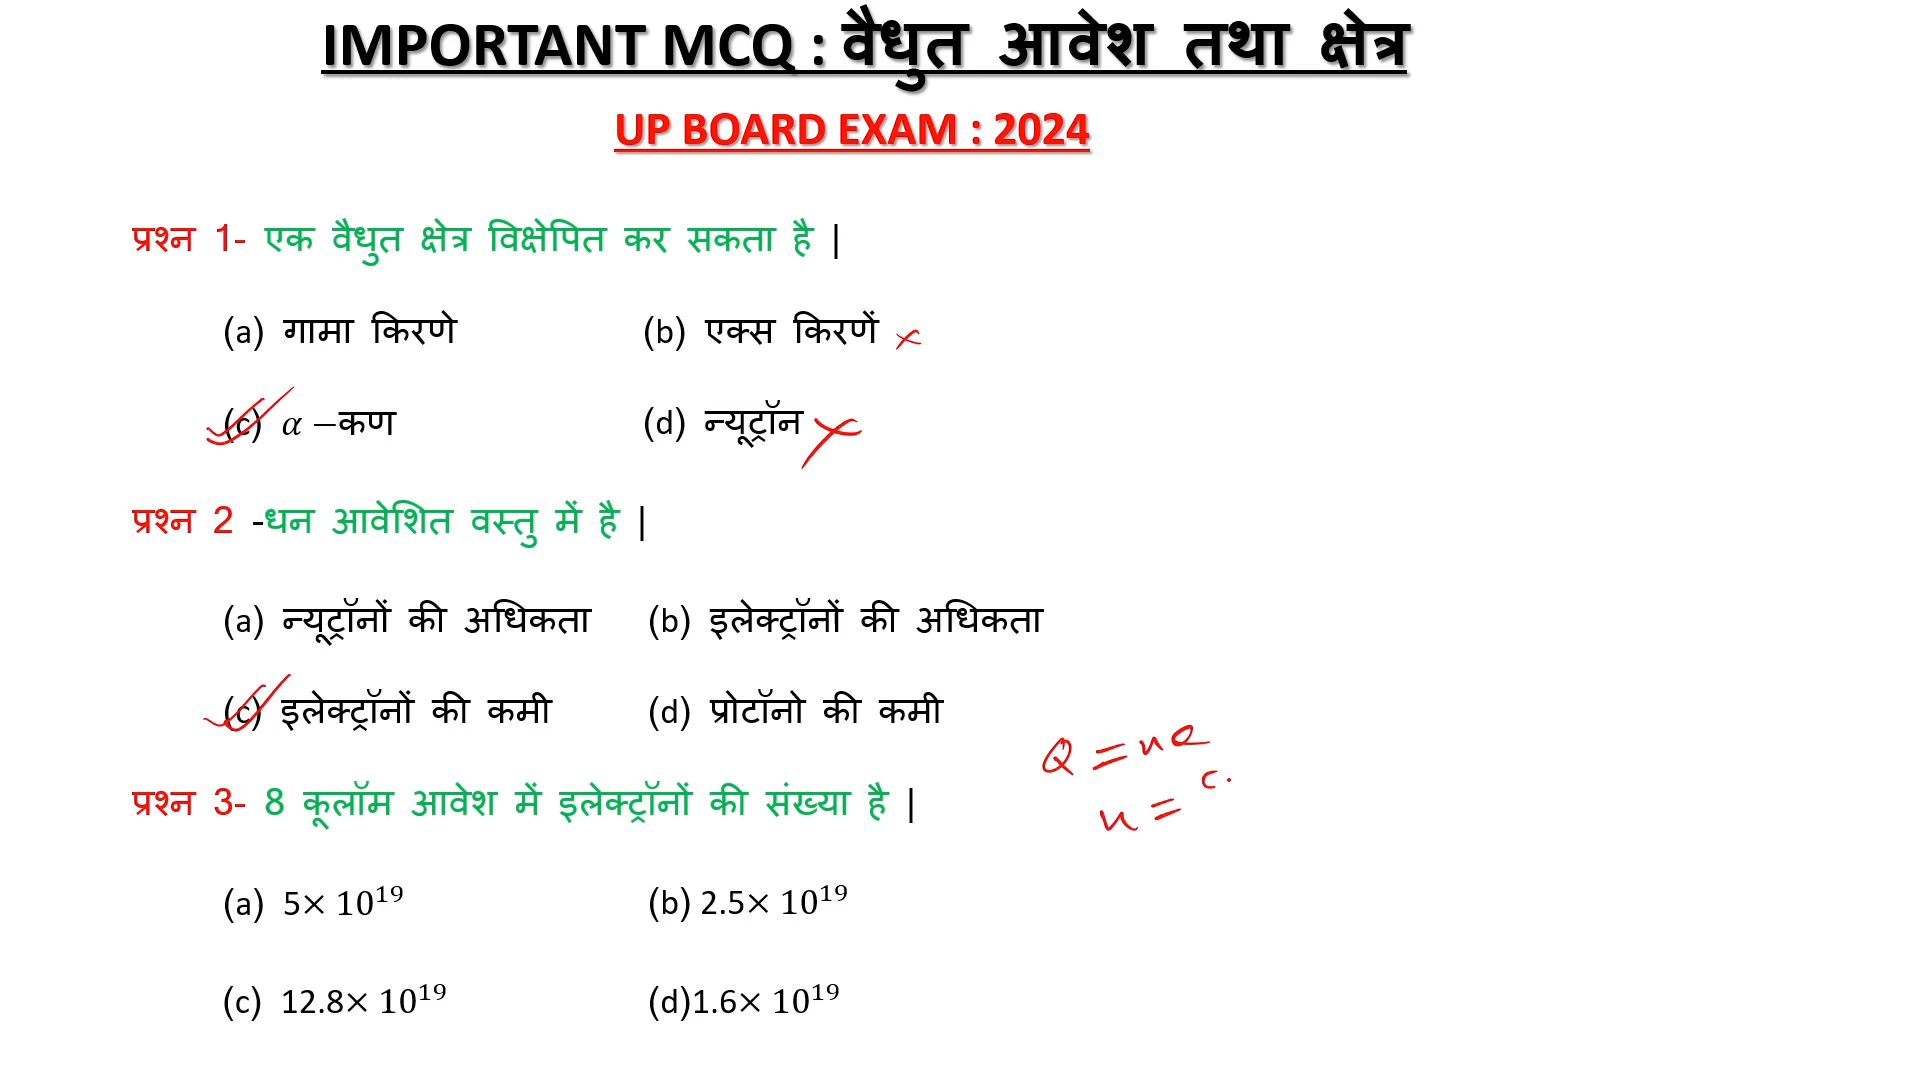 IMPORTANT MCQ : वैधुत आवेश तथा क्षेत्र
UP BOARD EXAM : 2024
प्रश्न 1- एक वैधुत क्षेत्र विक्षेपित कर सकता है |
(a) गामा किरणे (b) एक्स किरणें
(c) α −कण (d) न्यूट्रॉन
प्रश्न 2 -धन आवेशित वस्तु में है |
(a) न्यूट्रॉनों की अधिकता (b) इलेक्ट्रॉनों की अधिकता
(c) इलेक्ट्रॉनों की कमी (d) प्रोटॉनो की कमी
Q = ne
प्रश्न 3- 8 कूलॉम आवेश में इलेक्ट्रॉनों की संख्या है |
n =
(a) 5× 10¹⁹ (b) 2.5× 10¹⁹
(c) 12.8× 10¹⁹ (d)1.6× 10¹⁹